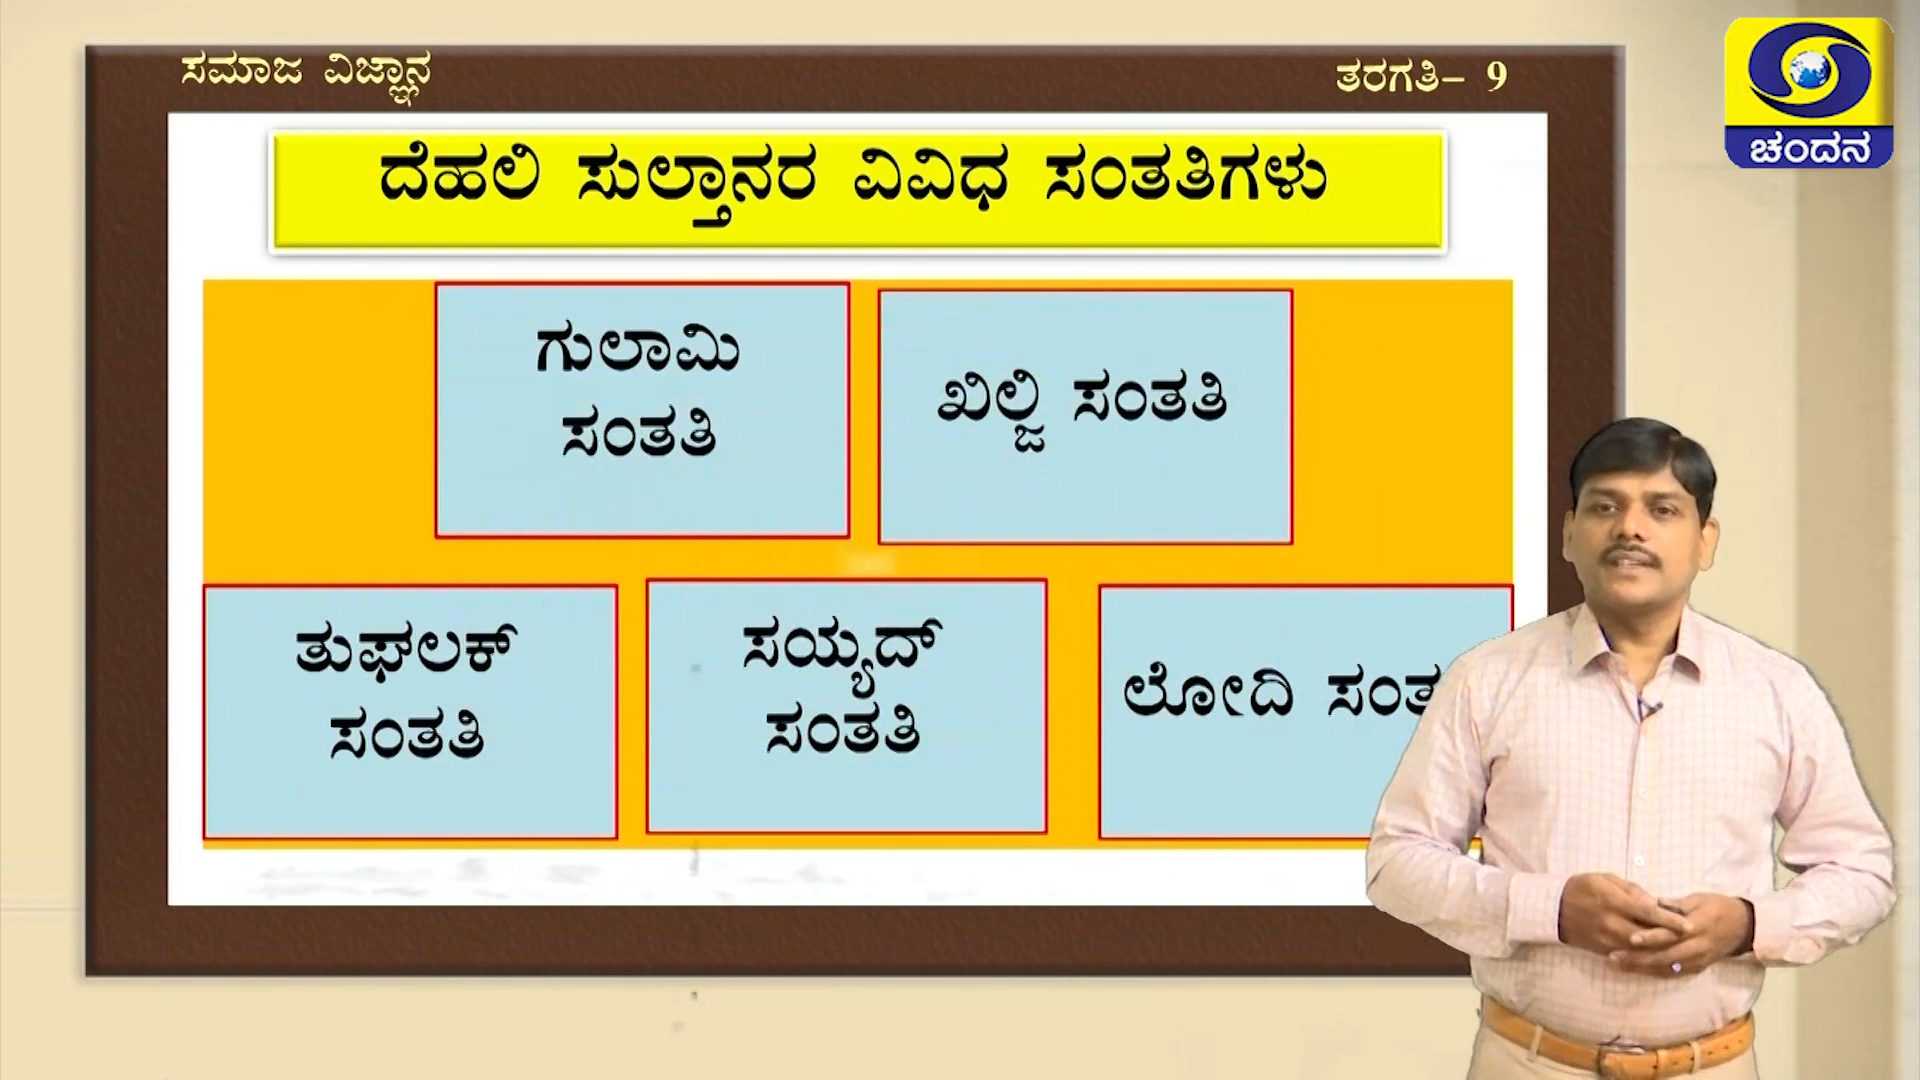 ಸಮಾಜ ವಿಜ್ಞಾನ
ತರಗತಿ– 9
ಚಂದನ
ದೆಹಲಿ ಸುಲ್ತಾನರ ವಿವಿಧ ಸಂತತಿಗಳು
ಗುಲಾಮಿ
ಸಂತತಿ
ಖಿಲ್ಜಿ ಸಂತತಿ
ತುಘಲಕ್
ಸಂತತಿ
ಸಯ್ಯದ್
ಸಂತತಿ
ಲೋದಿ